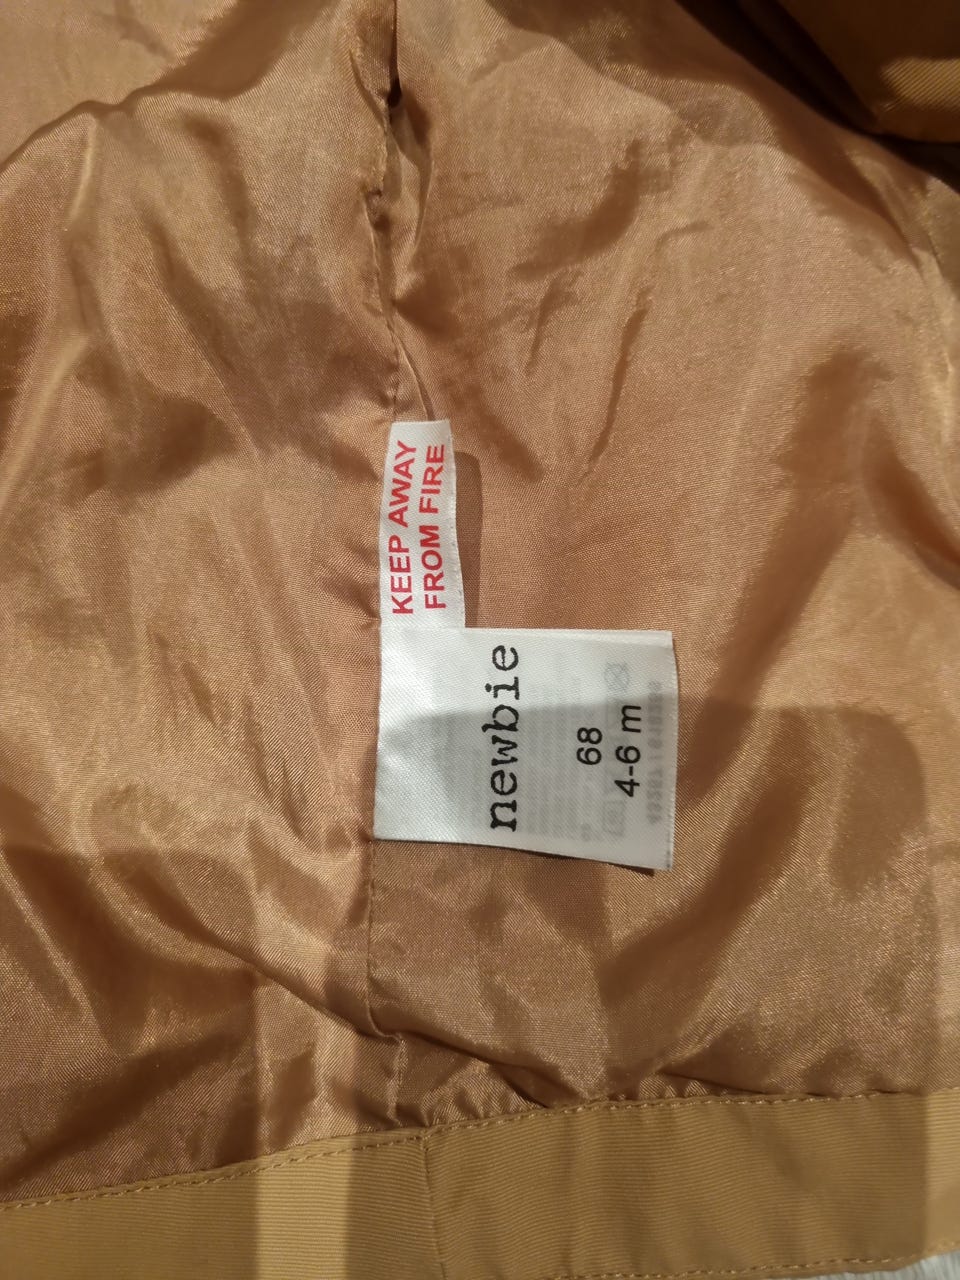 KEEP AWAY
FROM FIRE
newbie
68
4-6 m